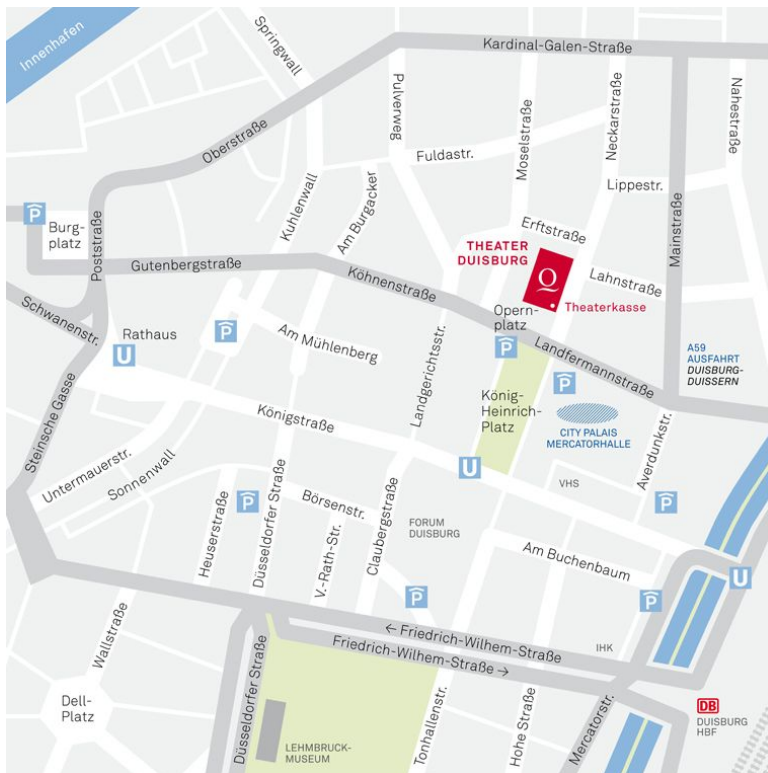 Innenhafen
Springwall
Kardinal-Galen-Straße
Pulverweg
Moselstraße
Neckarstraße
Nahestraße
Oberstraße
Fuldastr.
Lippestr.
P
Burg-
platz
Poststraße
Kuhlenwall
Am Burgacker
Erftstraße
Mainstraße
THEATER
DUISBURG
Q
Lahnstraße
Theaterkasse
Gutenbergstraße
Köhnenstraße
Opern-
platz
P
Landfermannstraße
Schwanenstr.
Rathaus
U
P
Am Mühlenberg
Landgerichtsstr.
A59
AUSFAHRT
DUISBURG-
DUISSERN
P
König-
Heinrich-
Platz
CITY PALAIS
MERCATORHALLE
Steinsche Gasse
Königstraße
Averdunkstr.
U
VHS
Untermauerstr.
Sonnenwall
P
Heuserstraße
Düsseldorfer Straße
Börsenstr.
V.-Rath-Str.
Claubergstraße
FORUM
DUISBURG
P
Am Buchenbaum
U
P
P
Wallstraße
← Friedrich-Wilhem-Straße
Friedrich-Wilhem-Straße →
IHK
Dell-
Platz
Düsseldorfer Straße
LEHMBRUCK-
MUSEUM
Tonhallenstr.
Hohe Straße
Mercatorstr.
DB
DUISBURG
HBF